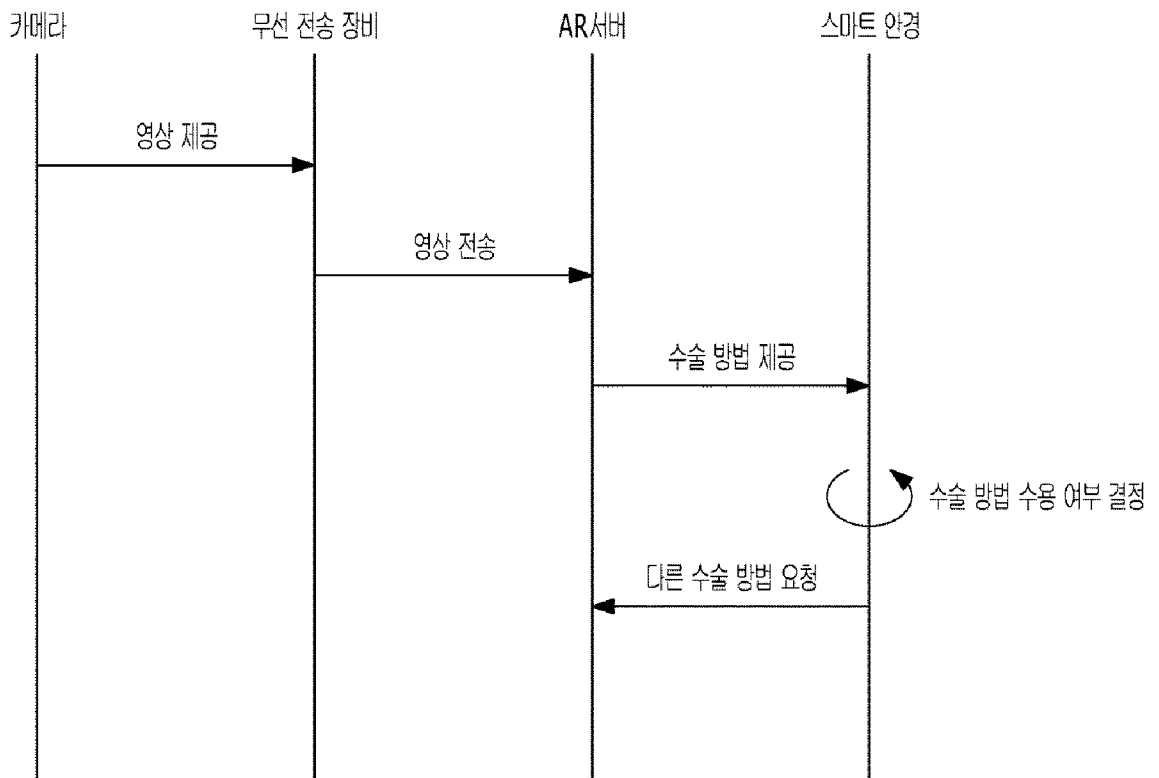 카메라
무선 전송 장비
AR서버
스마트 안경
영상 제공
영상 전송
수술 방법 제공
수술 방법 수용 여부 결정
다른 수술 방법 요청